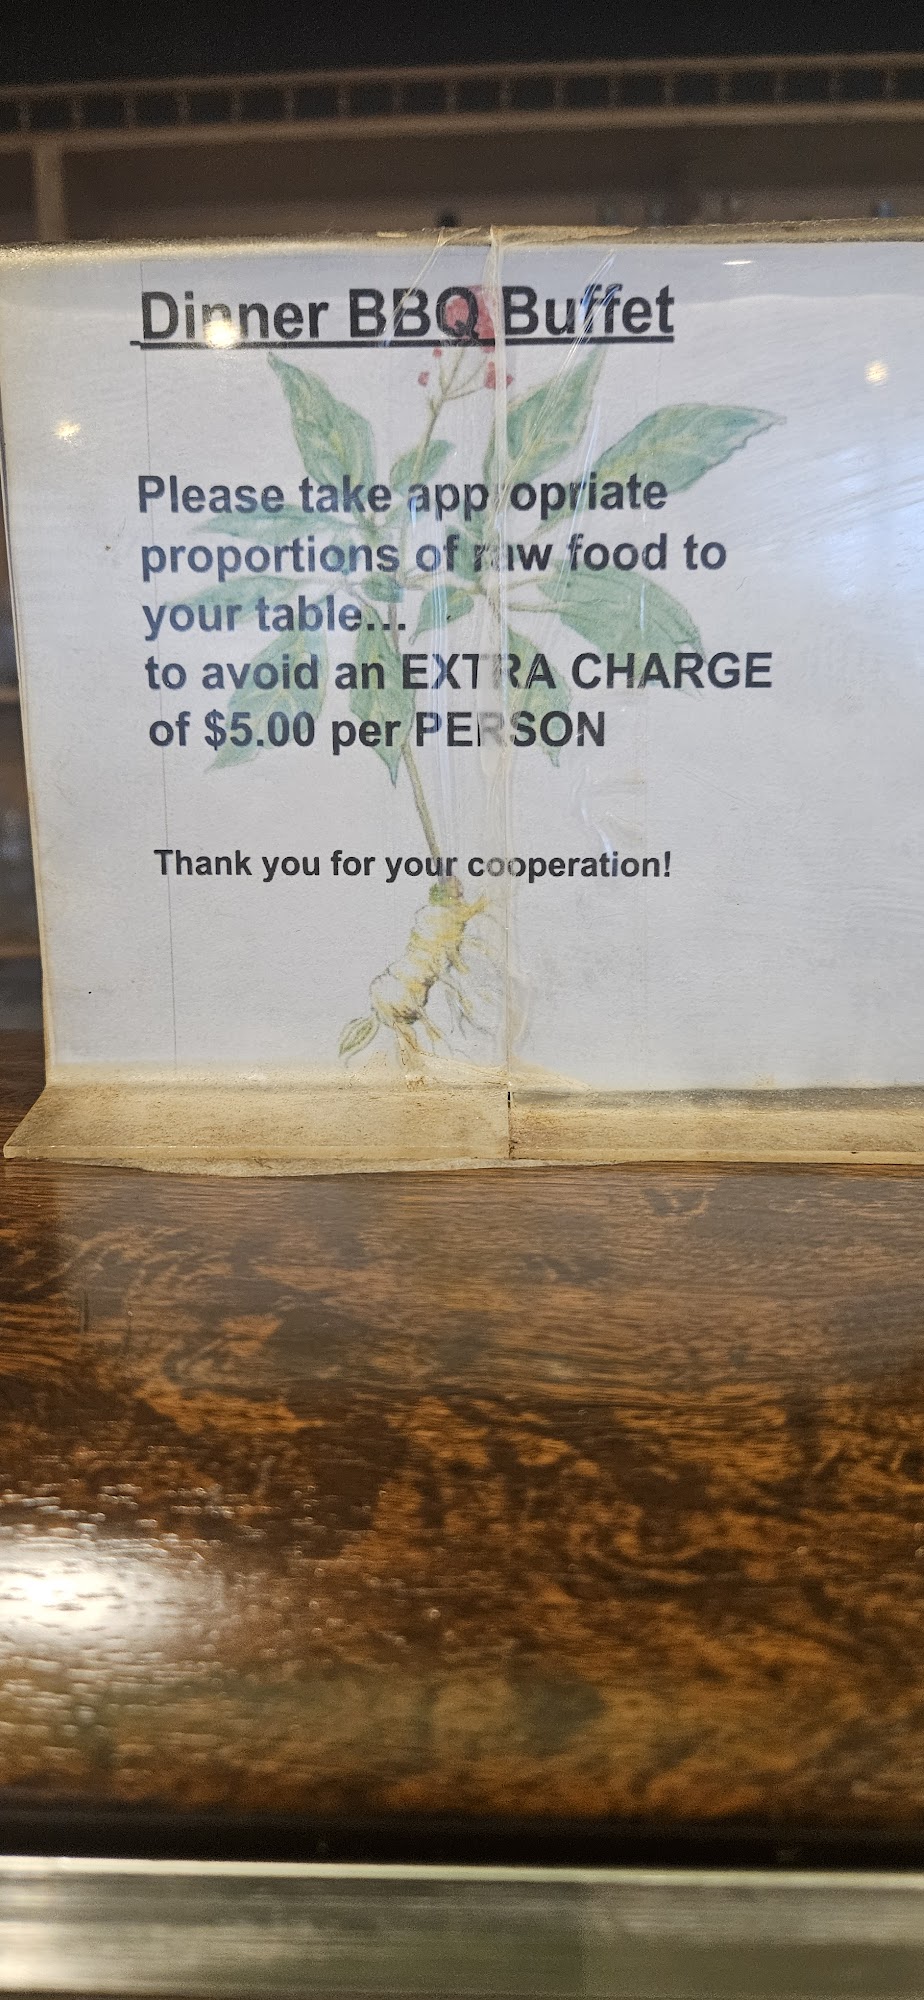 Dinner BBQ Buffet
Please take appropriate
proportions of raw food to
your table...
to avoid an EXTRA CHARGE
of $5.00 per PERSON
Thank you for your cooperation!